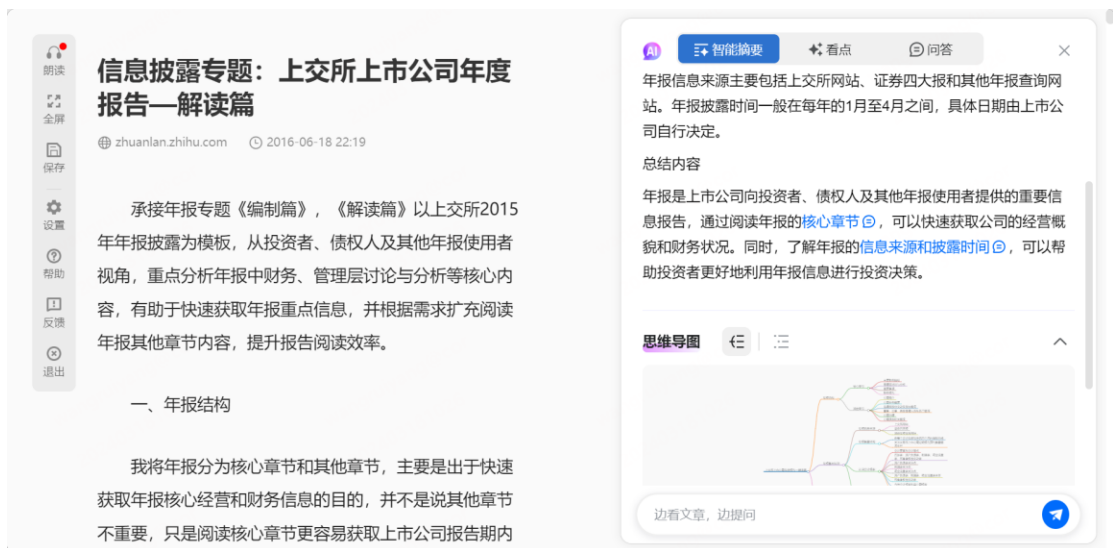 朗读
全屏
保存
设置
帮助
反馈
退出
信息披露专题：上交所上市公司年度
报告—解读篇
zhuanlan.zhihu.com 2016-06-18 22:19
承接年报专题《编制篇》，《解读篇》以上交所2015
年年报披露为模板，从投资者、债权人及其他年报使用者
视角，重点分析年报中财务、管理层讨论与分析等核心内
容，有助于快速获取年报重点信息，并根据需求扩充阅读
年报其他章节内容，提升报告阅读效率。
一、年报结构
我将年报分为核心章节和其他章节，主要是出于快速
获取年报核心经营和财务信息的目的，并不是说其他章节
不重要，只是阅读核心章节更容易获取上市公司报告期内
AI 智能摘要 看点 问答
年报信息来源主要包括上交所网站、证券四大报和其他年报查询网
站。年报披露时间一般在每年的1月至4月之间，具体日期由上市公
司自行决定。
总结内容
年报是上市公司向投资者、债权人及其他年报使用者提供的重要信
息报告，通过阅读年报的核心章节，可以快速获取公司的经营概
貌和财务状况。同时，了解年报的信息来源和披露时间，可以帮
助投资者更好地利用年报信息进行投资决策。
思维导图
边看文章，边提问